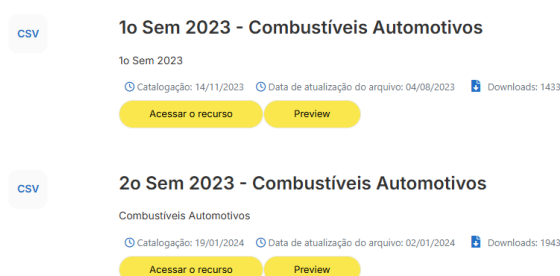 CSV
1o Sem 2023 - Combustíveis Automotivos
1o Sem 2023
Catalogação: 14/11/2023 Data de atualização do arquivo: 04/08/2023 Downloads: 1433
Acessar o recurso Preview
CSV
2o Sem 2023 - Combustíveis Automotivos
Combustíveis Automotivos
Catalogação: 19/01/2024 Data de atualização do arquivo: 02/01/2024 Downloads: 1943
Acessar o recurso Preview